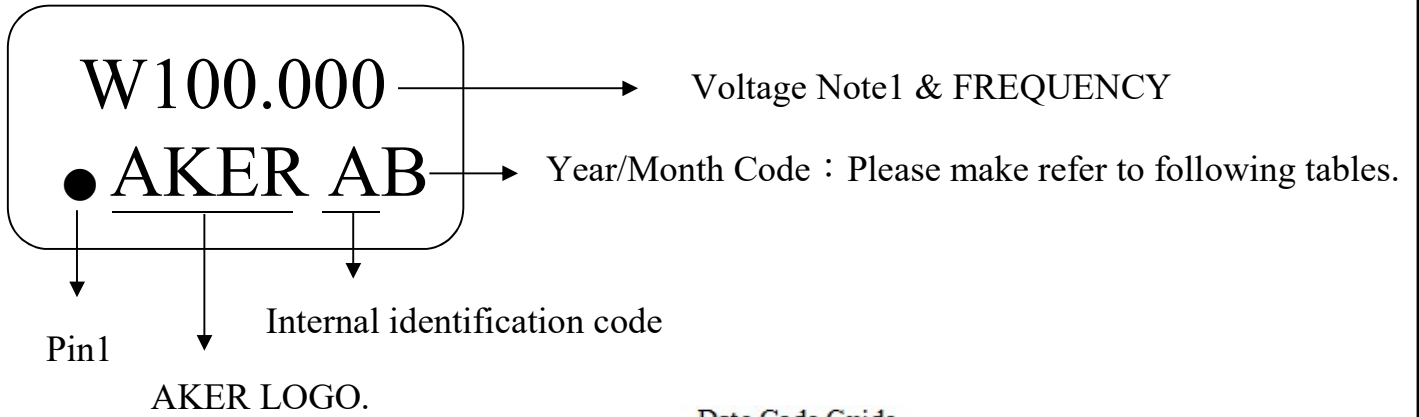 W100.000
Voltage Note1 & FREQUENCY
● AKER AB
Year/Month Code：Please make refer to following tables.
Internal identification code
Pin1
AKER LOGO.
Date Code Guide